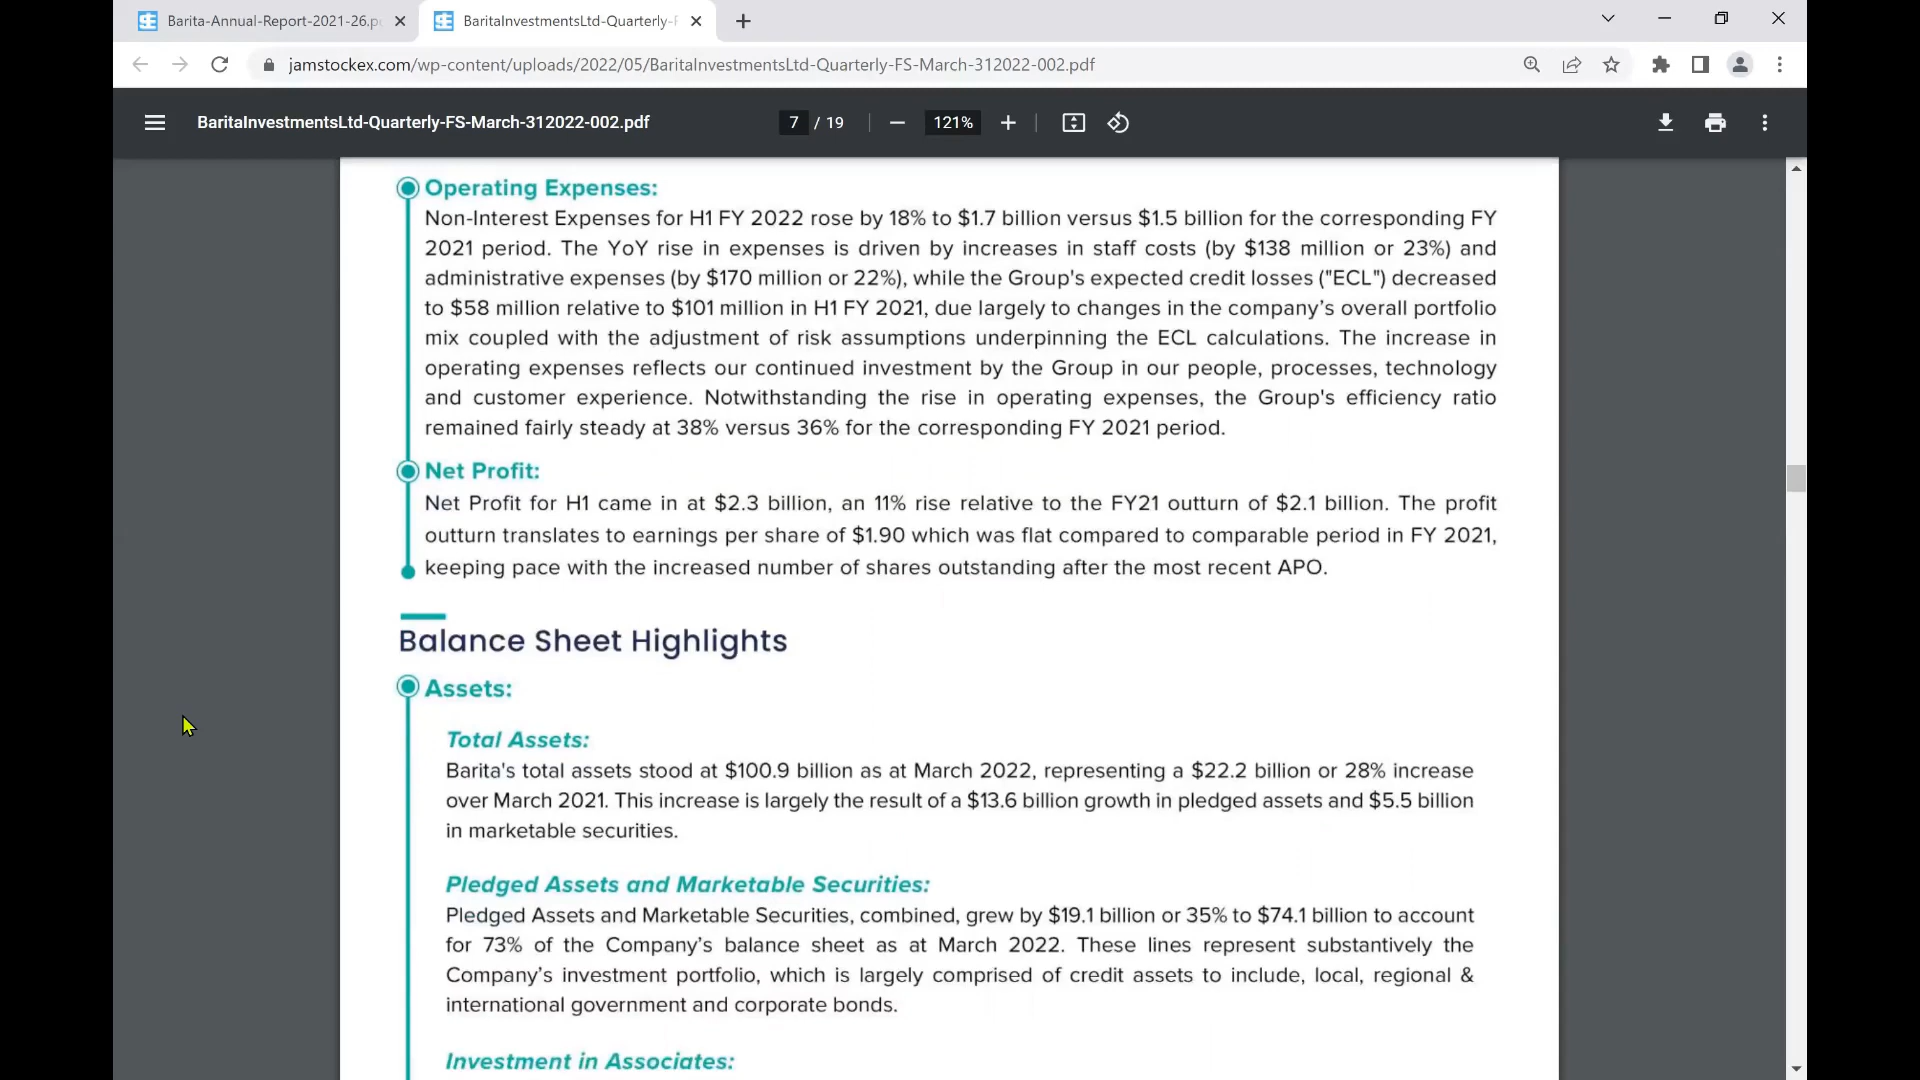 Barita-Annual-Report-2021-26.p
BaritaInvestmentsLtd-Quarterly-F
jamstockex.com/wp-content/uploads/2022/05/BaritaInvestmentsLtd-Quarterly-FS-March-312022-002.pdf
BaritaInvestmentsLtd-Quarterly-FS-March-312022-002.pdf
7 / 19
121%
Operating Expenses:
Non-Interest Expenses for H1 FY 2022 rose by 18% to $1.7 billion versus $1.5 billion for the corresponding FY
2021 period. The YoY rise in expenses is driven by increases in staff costs (by $138 million or 23%) and
administrative expenses (by $170 million or 22%), while the Group's expected credit losses ("ECL") decreased
to $58 million relative to $101 million in H1 FY 2021, due largely to changes in the company's overall portfolio
mix coupled with the adjustment of risk assumptions underpinning the ECL calculations. The increase in
operating expenses reflects our continued investment by the Group in our people, processes, technology
and customer experience. Notwithstanding the rise in operating expenses, the Group's efficiency ratio
remained fairly steady at 38% versus 36% for the corresponding FY 2021 period.
Net Profit:
Net Profit for H1 came in at $2.3 billion, an 11% rise relative to the FY21 outturn of $2.1 billion. The profit
outturn translates to earnings per share of $1.90 which was flat compared to comparable period in FY 2021,
keeping pace with the increased number of shares outstanding after the most recent APO.
Balance Sheet Highlights
Assets:
Total Assets:
Barita's total assets stood at $100.9 billion as at March 2022, representing a $22.2 billion or 28% increase
over March 2021. This increase is largely the result of a $13.6 billion growth in pledged assets and $5.5 billion
in marketable securities.
Pledged Assets and Marketable Securities:
Pledged Assets and Marketable Securities, combined, grew by $19.1 billion or 35% to $74.1 billion to account
for 73% of the Company's balance sheet as at March 2022. These lines represent substantively the
Company's investment portfolio, which is largely comprised of credit assets to include, local, regional &
international government and corporate bonds.
Investment in Associates: